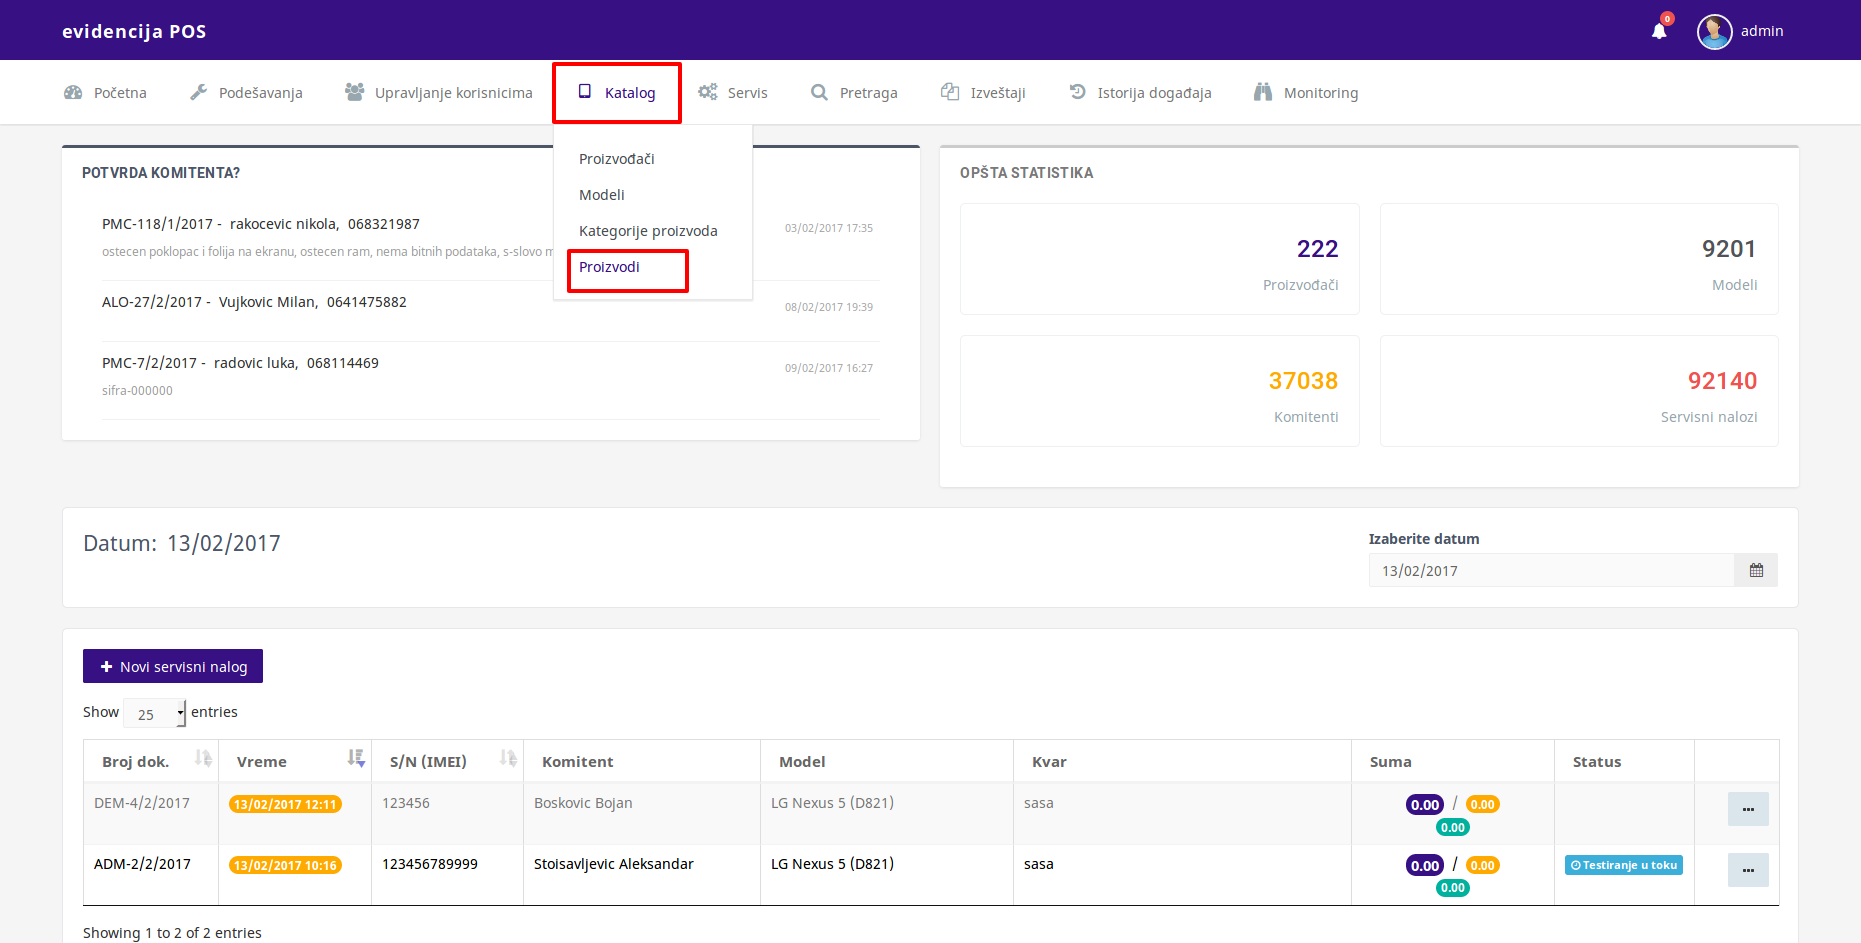 evidencija POS
0
admin
Početna
Podešavanja
Upravljanje korisnicima
Katalog
Servis
Pretraga
Izveštaji
Istorija događaja
Monitoring
Proizvođači
Modeli
Kategorije proizvoda
Proizvodi
POTVRDA KOMITENTA?
PMC-118/1/2017 - rakocevic nikola, 068321987
03/02/2017 17:35
ostecen poklopac i folija na ekranu, ostecen ram, nema bitnih podataka, s-slovo
ALO-27/2/2017 - Vujkovic Milan, 0641475882
08/02/2017 19:39
PMC-7/2/2017 - radovic luka, 068114469
09/02/2017 16:27
sifra-000000
OPŠTA STATISTIKA
222
Proizvođači
9201
Modeli
37038
Komitenti
92140
Servisni nalozi
Datum: 13/02/2017
Izaberite datum
13/02/2017
Novi servisni nalog
Show 25 entries
Broj dok. Vreme S/N (IMEI) Komitent Model Kvar Suma Status
DEM-4/2/2017 13/02/2017 12:11 123456 Boskovic Bojan LG Nexus 5 (D821) sasa 0.00 / 0.00
0.00
ADM-2/2/2017 13/02/2017 10:16 123456789999 Stoisavljevic Aleksandar LG Nexus 5 (D821) sasa 0.00 / 0.00 Testiranje u toku
0.00
Showing 1 to 2 of 2 entries